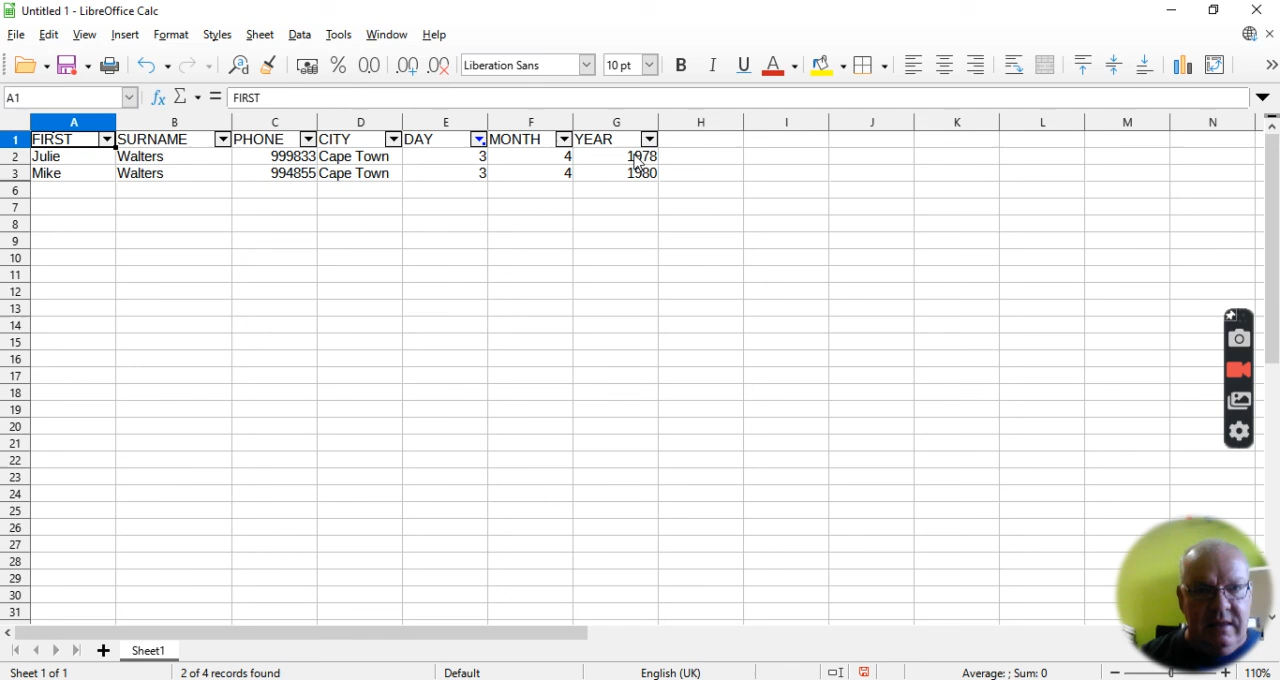 Untitled 1 - LibreOffice Calc
File Edit View Insert Format Styles Sheet Data Tools Window Help
Liberation Sans 10 pt B I U A
A1 fx Σ = FIRST
A B C D E F G H I J K L M N
1 FIRST SURNAME PHONE CITY DAY MONTH YEAR
2 Julie Walters 999833 Cape Town 3 4 1978
3 Mike Walters 994855 Cape Town 3 4 1980
6
7
8
9
10
11
12
13
14
15
16
17
18
19
20
21
22
23
24
25
26
27
28
29
30
31
Sheet1
Sheet 1 of 1 2 of 4 records found Default English (UK) Average: ; Sum: 0 110%